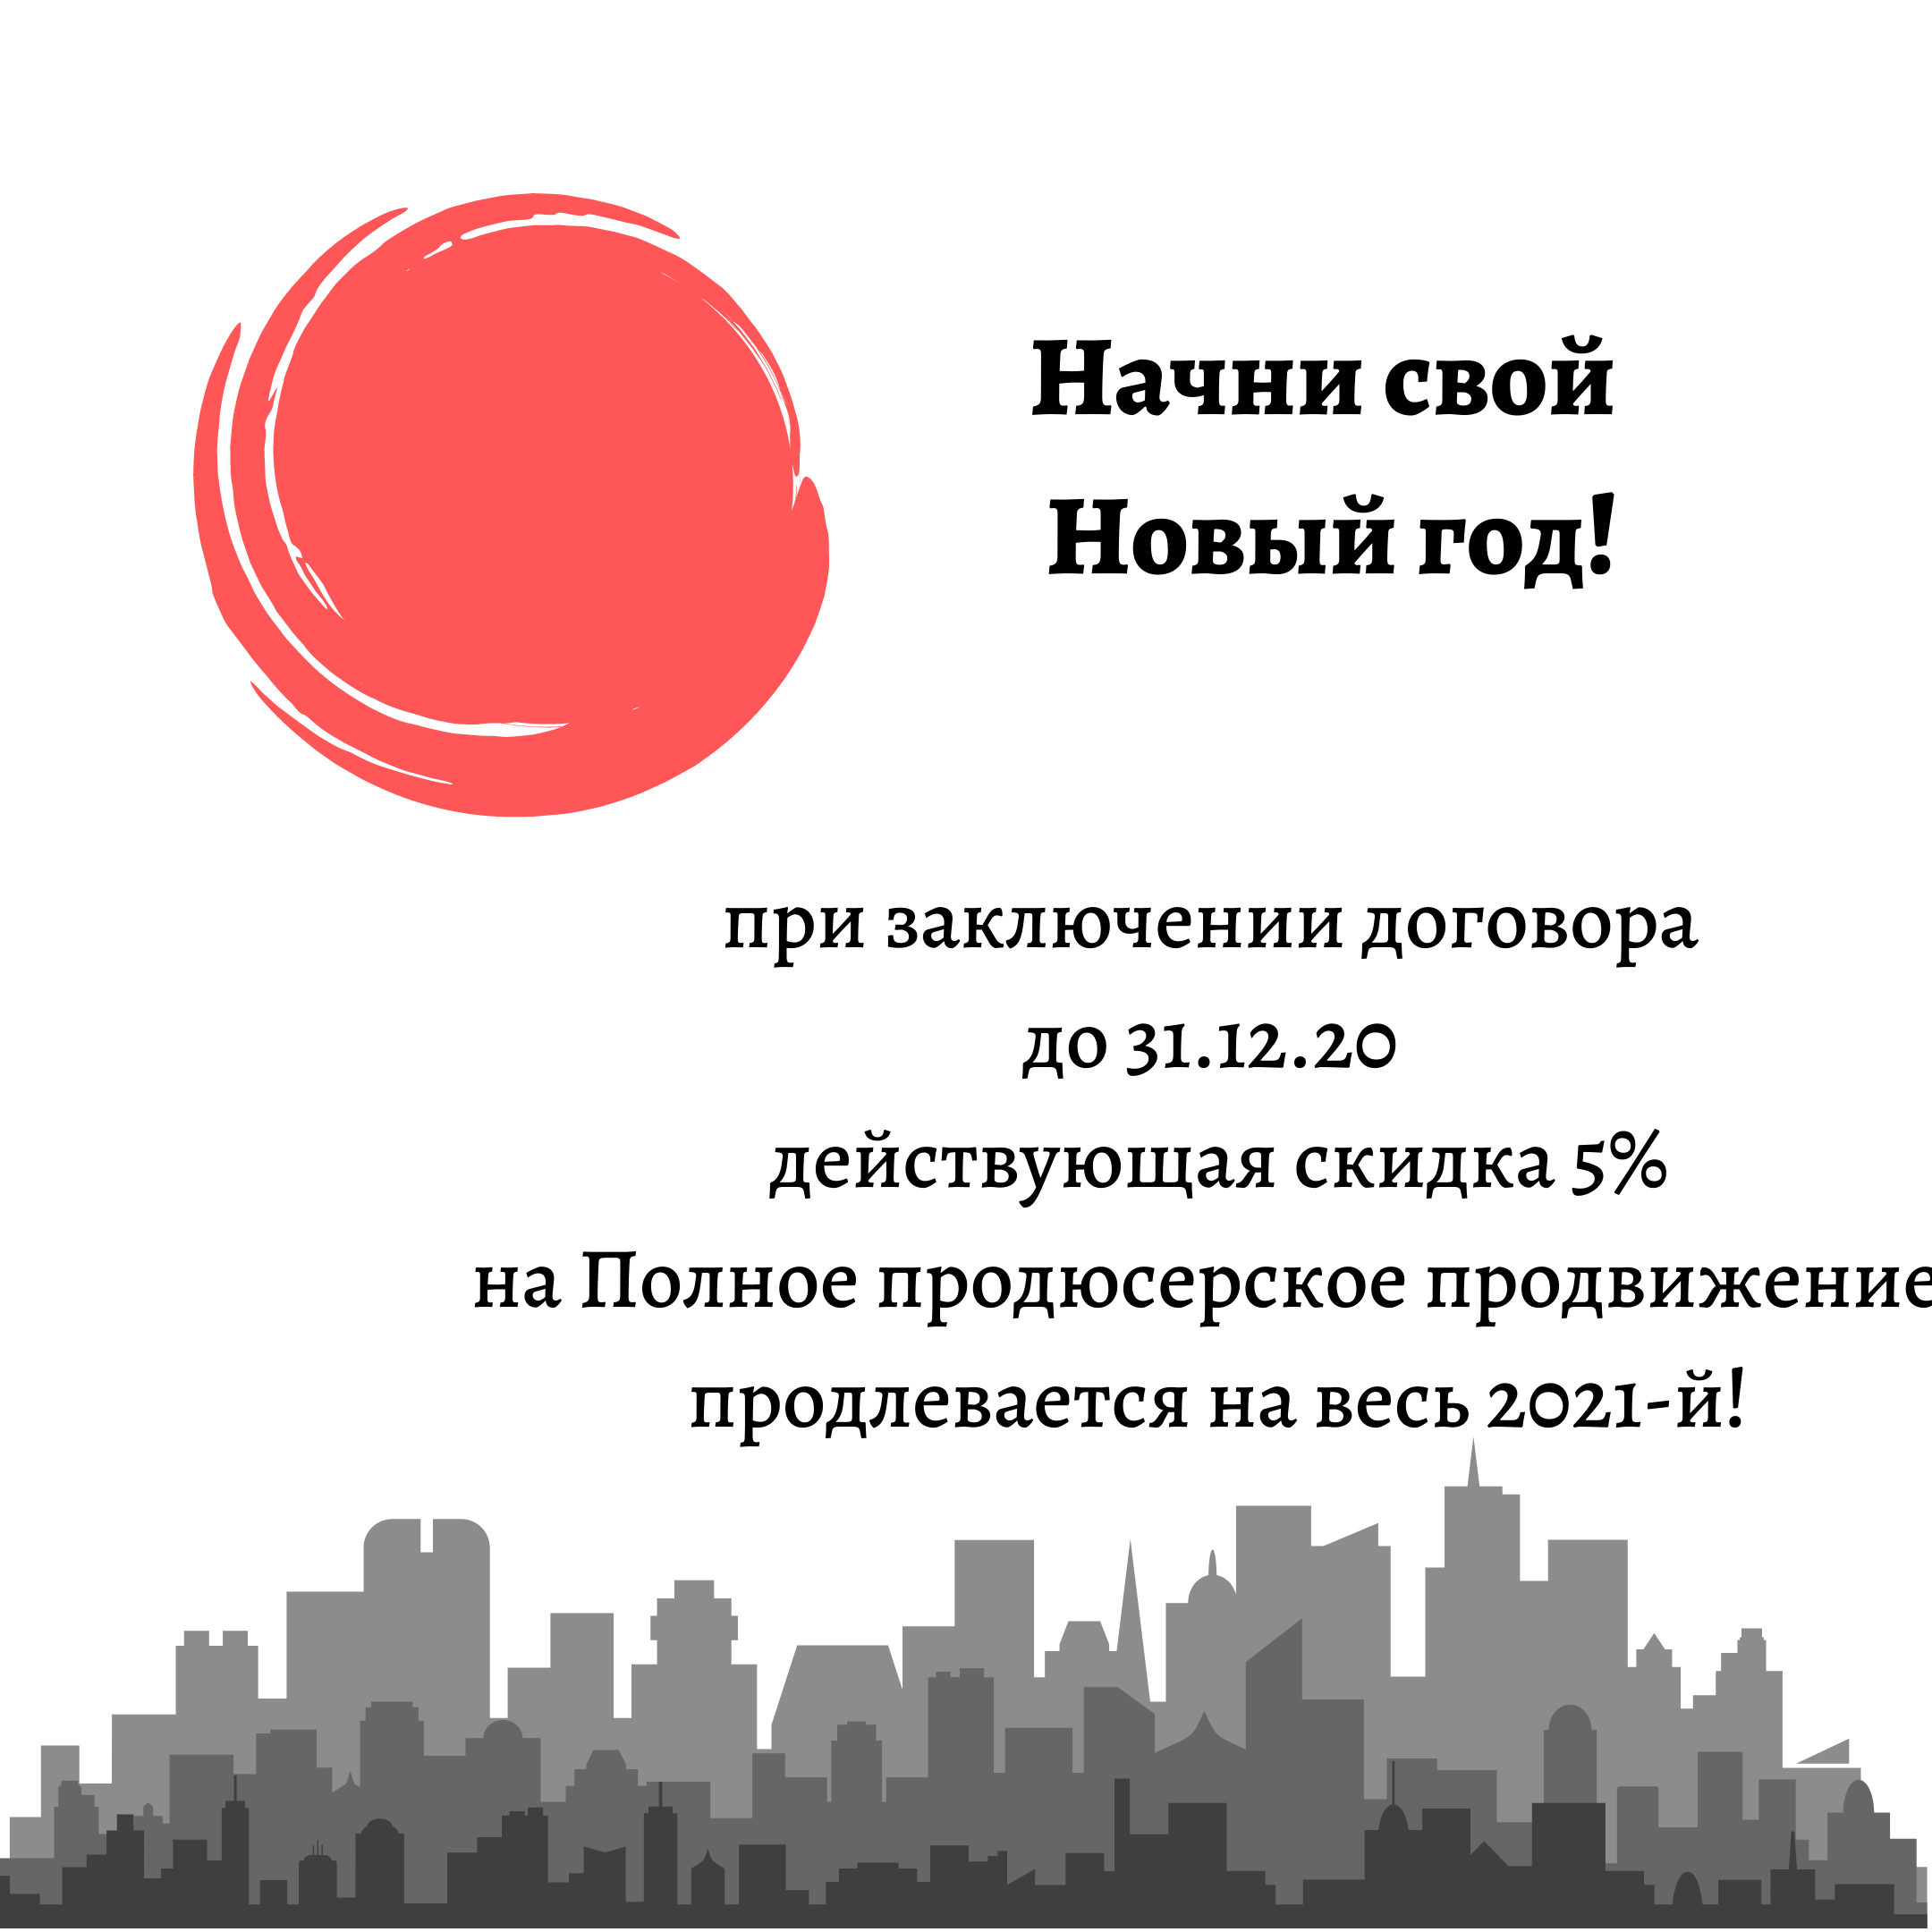 Начни свой
Новый год!
при заключении договора
до 31.12.20
действующая скидка 5%
на Полное продюсерское продвижение
продлевается на весь 2021-й!